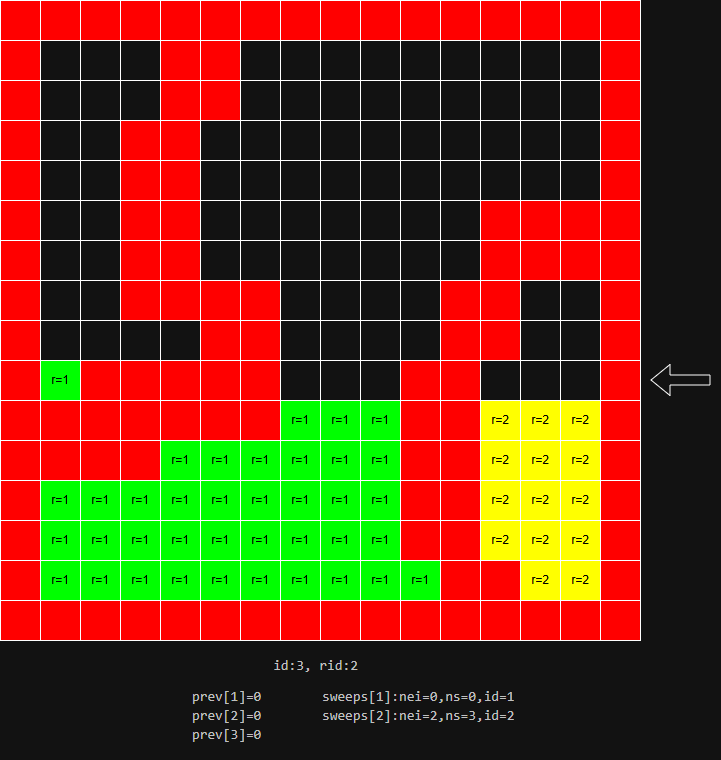 r=1
r=1 r=1 r=1 r=2 r=2 r=2
r=1 r=1 r=1 r=1 r=1 r=1 r=2 r=2 r=2
r=1 r=1 r=1 r=1 r=1 r=1 r=1 r=1 r=1 r=2 r=2 r=2
r=1 r=1 r=1 r=1 r=1 r=1 r=1 r=1 r=1 r=2 r=2 r=2
r=1 r=1 r=1 r=1 r=1 r=1 r=1 r=1 r=1 r=1 r=2 r=2
id:3, rid:2
prev[1]=0 sweeps[1]:nei=0,ns=0,id=1
prev[2]=0 sweeps[2]:nei=2,ns=3,id=2
prev[3]=0